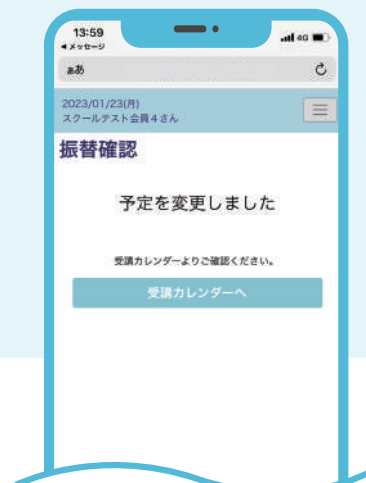 13:59
4G
◀メッセージ
ぁあ
2023/01/23(月)
スクールテスト会員4さん
振替確認
予定を変更しました
受講カレンダーよりご確認ください。
受講カレンダーへ